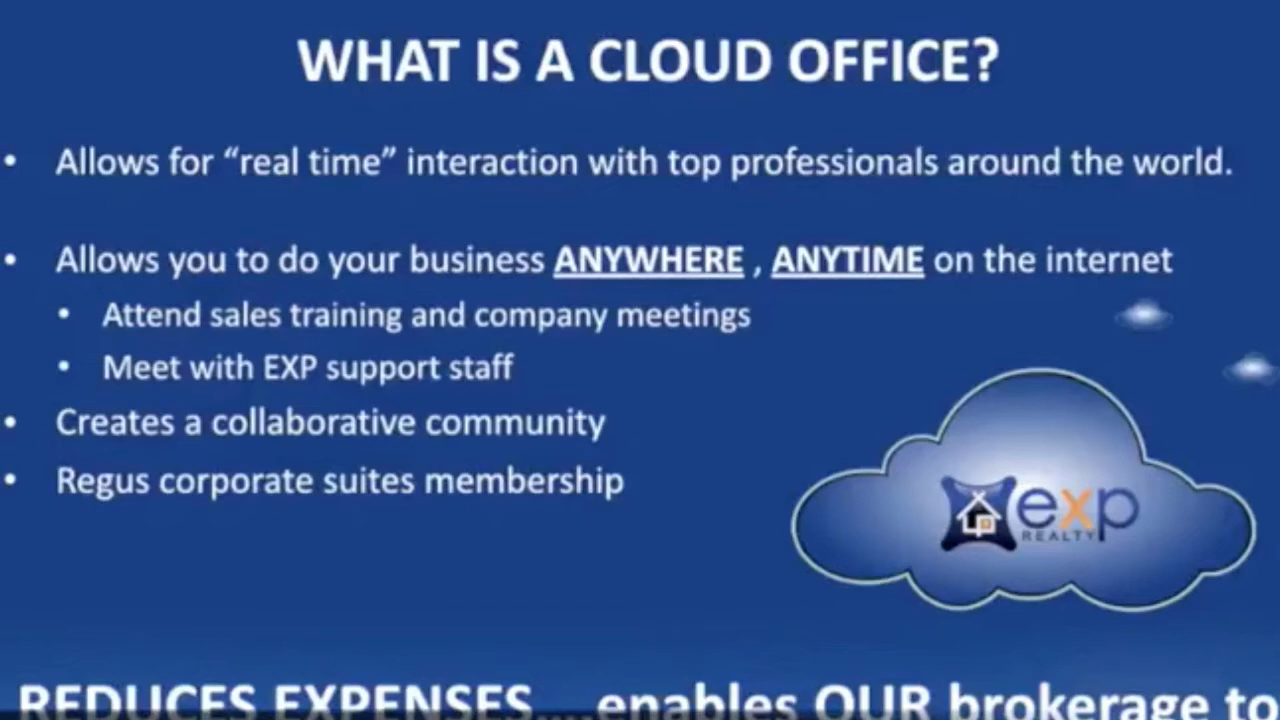 WHAT IS A CLOUD OFFICE?
• Allows for “real time” interaction with top professionals around the world.
• Allows you to do your business ANYWHERE , ANYTIME on the internet
• Attend sales training and company meetings
• Meet with EXP support staff
• Creates a collaborative community
• Regus corporate suites membership
exp
REALTY
REDUCES EXPENSES....enables OUR brokerage to